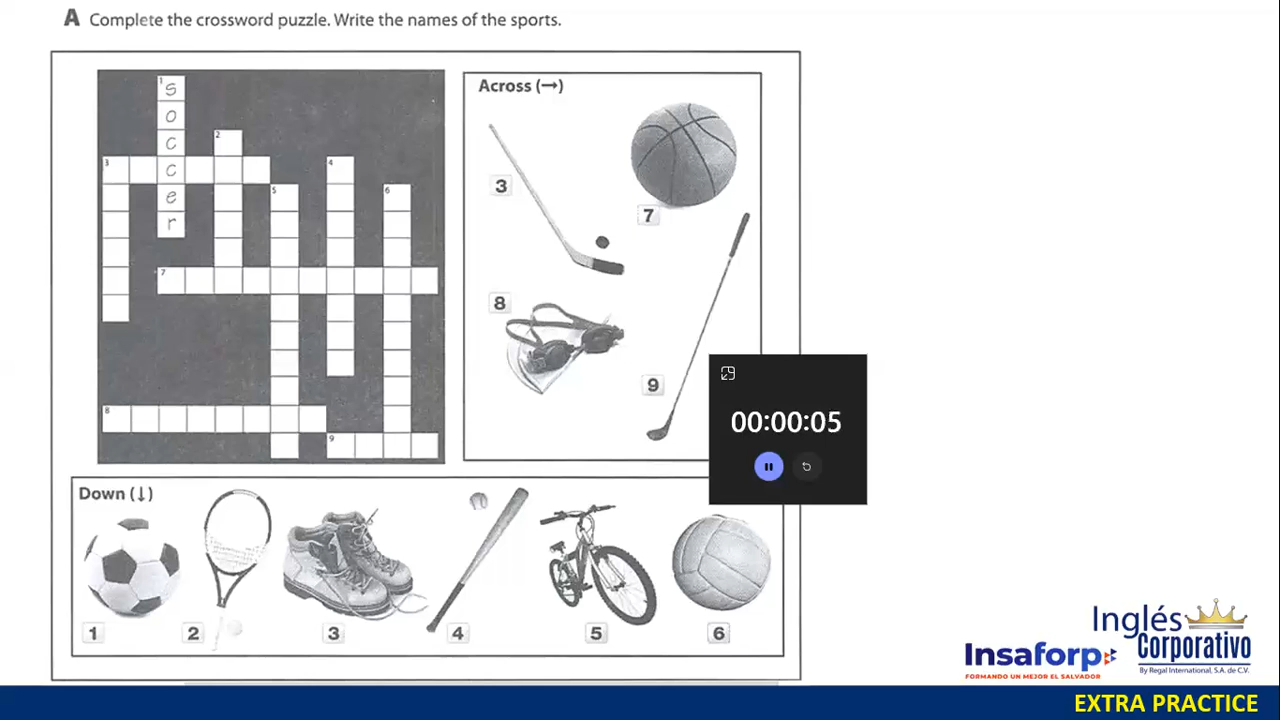 A Complete the crossword puzzle. Write the names of the sports.
1
s
o
c
2
3
c
4
e
5
6
r
7
8
9
Across (→)
3
7
8
9
00:00:05
Down (↓)
1
2
3
4
5
6
Inglés
Corporativo
By Regal International, S.A. de C.V.
Insaforp
FORMANDO UN MEJOR EL SALVADOR
EXTRA PRACTICE